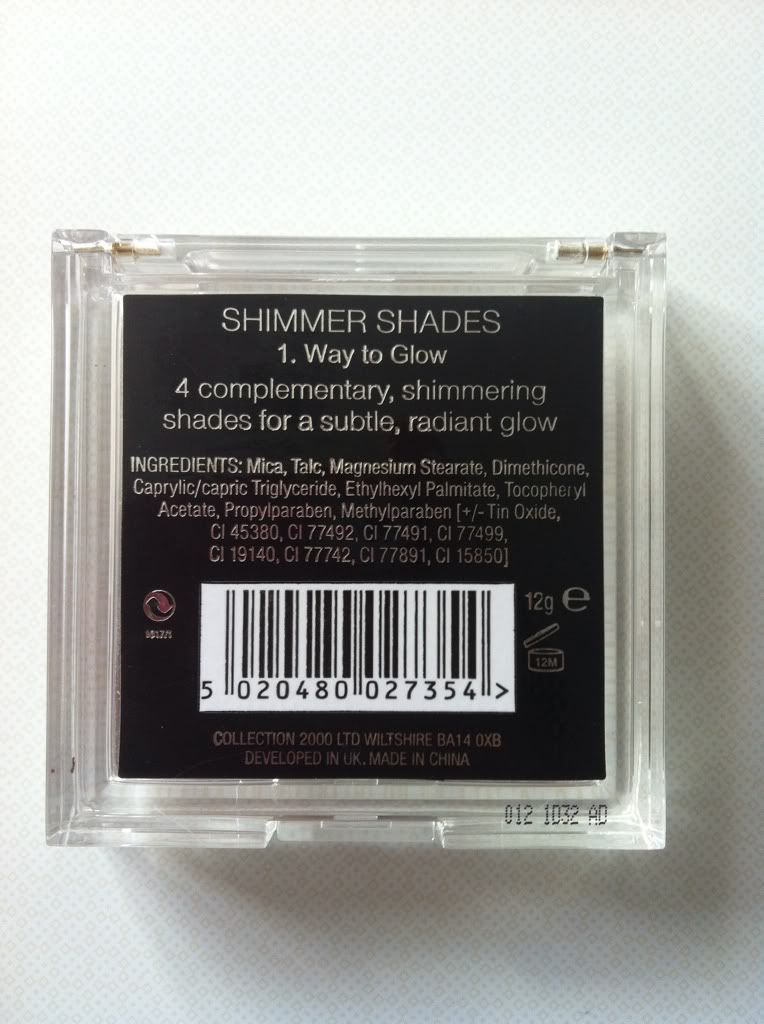 SHIMMER SHADES
1. Way to Glow
4 complementary, shimmering
shades for a subtle, radiant glow
INGREDIENTS: Mica, Talc, Magnesium Stearate, Dimethicone,
Caprylic/capric Triglyceride, Ethylhexyl Palmitate, Tocopheryl
Acetate, Propylparaben, Methylparaben [+/- Tin Oxide,
CI 45380, CI 77492, CI 77491, CI 77499,
CI 19140, CI 77742, CI 77891, CI 15850]
12g e
12M
5 020480 027354 >
COLLECTION 2000 LTD WILTSHIRE BA14 0XB
DEVELOPED IN UK. MADE IN CHINA
012 1032 AD